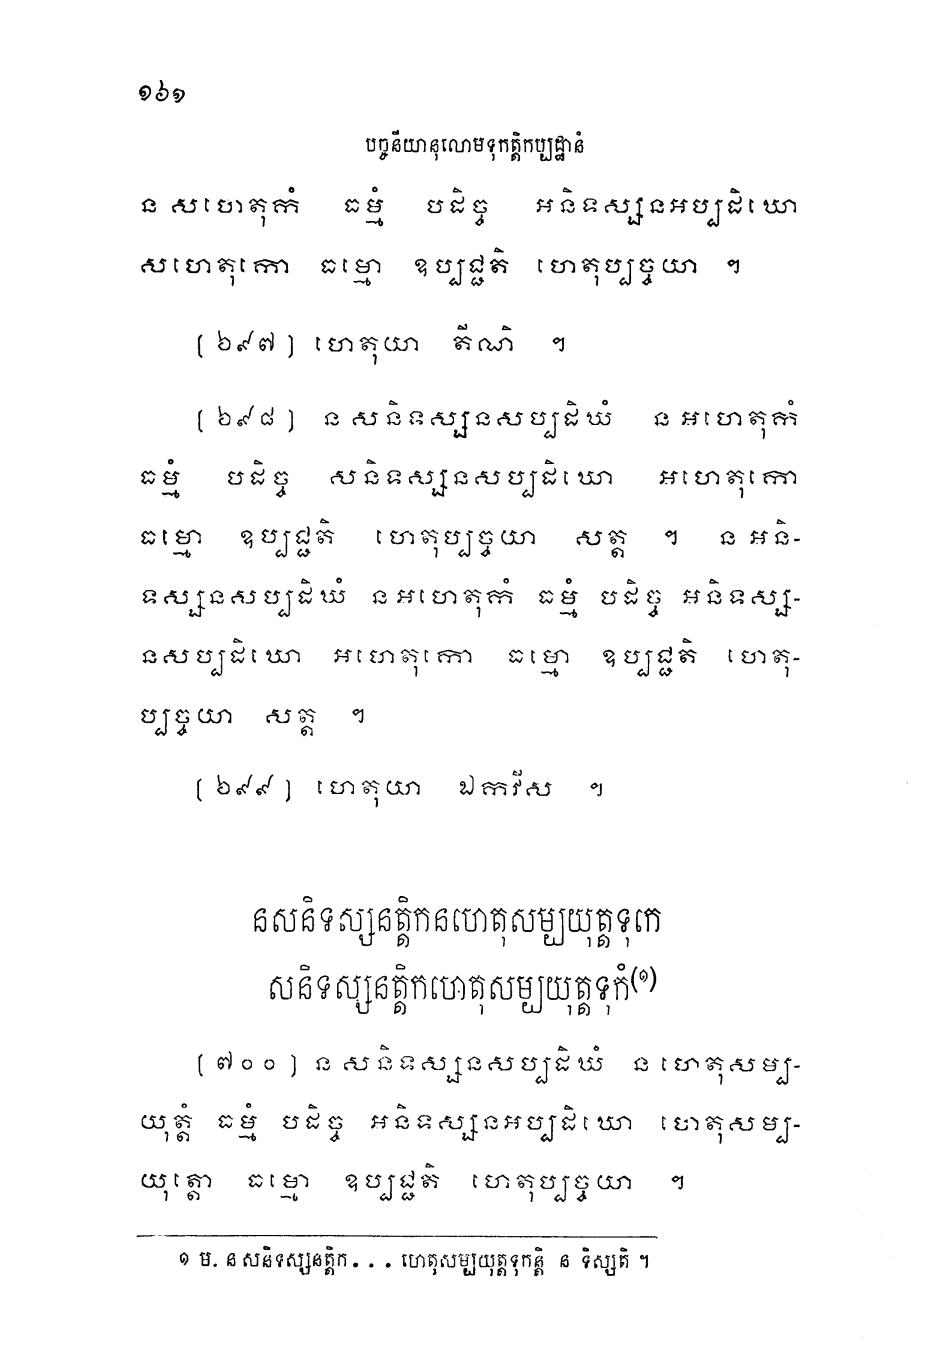 ១៦១
បច្ចនីយានុលោមទុកត្តិកប្បដ្ឋានំ
ន សហេតុកំ ធម្មំ បដិច្ច អនិទស្សនអប្បដិឃោ
សហេតុកោ ធម្មោ ឧប្បជ្ជតិ ហេតុប្បច្ចយា ។
(៦៩៧) ហេតុយា តីណិ ។
(៦៩៨) ន សនិទស្សនសប្បដិឃំ ន អហេតុកំ
ធម្មំ បដិច្ច សនិទស្សនសប្បដិឃោ អហេតុកោ
ធម្មោ ឧប្បជ្ជតិ ហេតុប្បច្ចយា សត្ត ។ ន អនិ-
ទស្សនសប្បដិឃំ ន អហេតុកំ ធម្មំ បដិច្ច អនិទស្ស-
នសប្បដិឃោ អហេតុកោ ធម្មោ ឧប្បជ្ជតិ ហេតុ-
ប្បច្ចយា សត្ត ។
(៦៩៩) ហេតុយា ឯកវីស ។
នសនិទស្សនត្តិកនហេតុសម្បយុត្តទុកេ
សនិទស្សនត្តិកហេតុសម្បយុត្តទុកំ(១)
(៧០០) ន សនិទស្សនសប្បដិឃំ ន ហេតុសម្ប-
យុត្តំ ធម្មំ បដិច្ច អនិទស្សនអប្បដិឃោ ហេតុសម្ប-
យុត្តោ ធម្មោ ឧប្បជ្ជតិ ហេតុប្បច្ចយា ។
១ ម. ន សនិទស្សនត្តិក... ហេតុសម្បយុត្តទុកន្តិ ន ទិស្សតិ ។